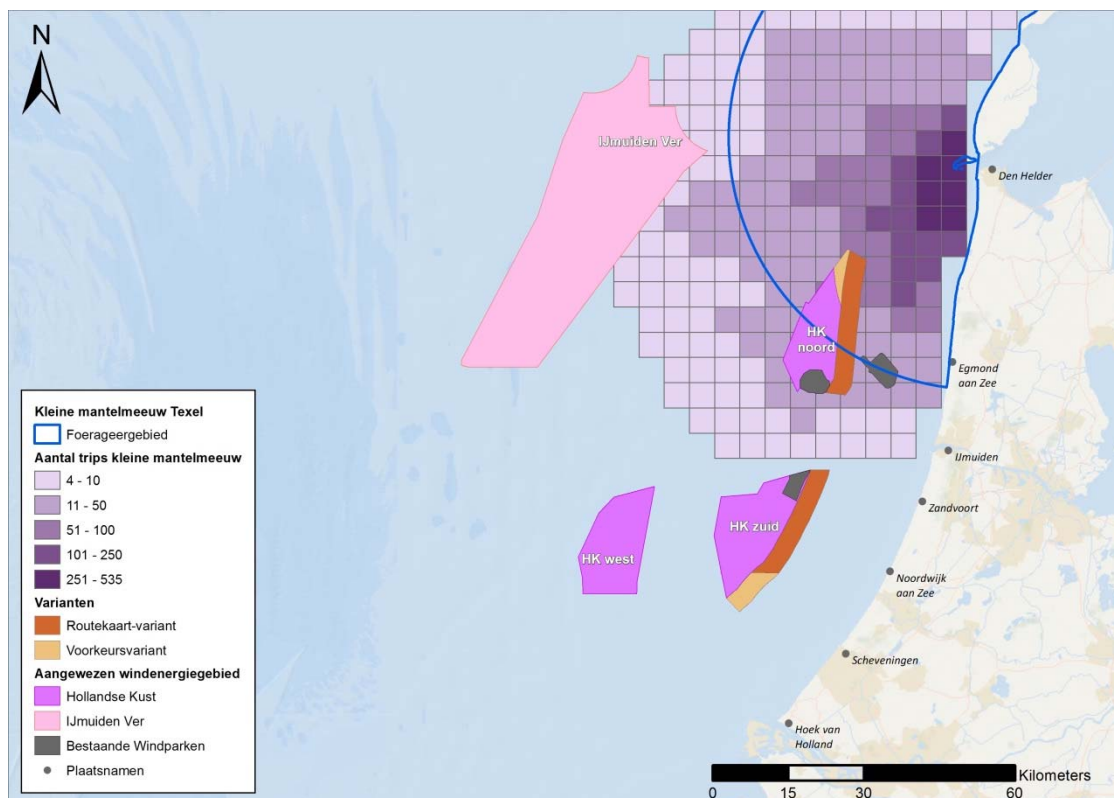 N
IJmuiden Ver
Den Helder
HK
noord
Egmond
aan Zee
IJmuiden
HK zuid
Zandvoort
HK west
Noordwijk
aan Zee
Scheveningen
Hoek van
Holland
Kleine mantelmeeuw Texel
Foerageergebied
Aantal trips kleine mantelmeeuw
4 - 10
11 - 50
51 - 100
101 - 250
251 - 535
Varianten
Routekaart-variant
Voorkeursvariant
Aangewezen windenergiegebied
Hollandse Kust
IJmuiden Ver
Bestaande Windparken
Plaatsnamen
Kilometers
0 15 30 60